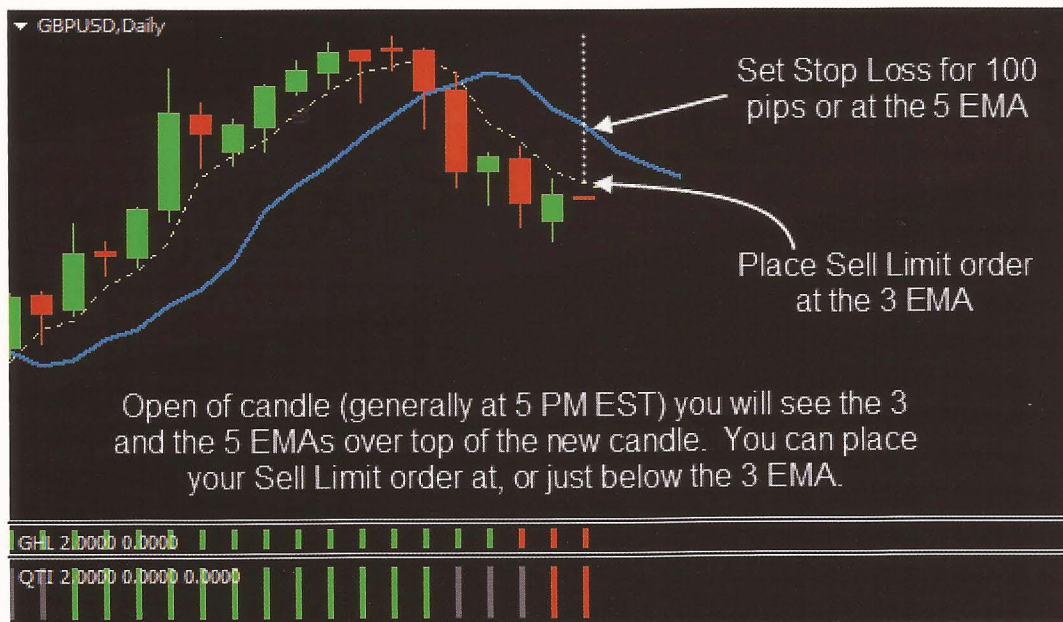 GBPUSD,Daily
Set Stop Loss for 100
pips or at the 5 EMA
Place Sell Limit order
at the 3 EMA
Open of candle (generally at 5 PM EST) you will see the 3
and the 5 EMAs over top of the new candle.  You can place
your Sell Limit order at, or just below the 3 EMA.
GHL 2.0000 0.0000
QTI 2.0000 0.0000 0.0000